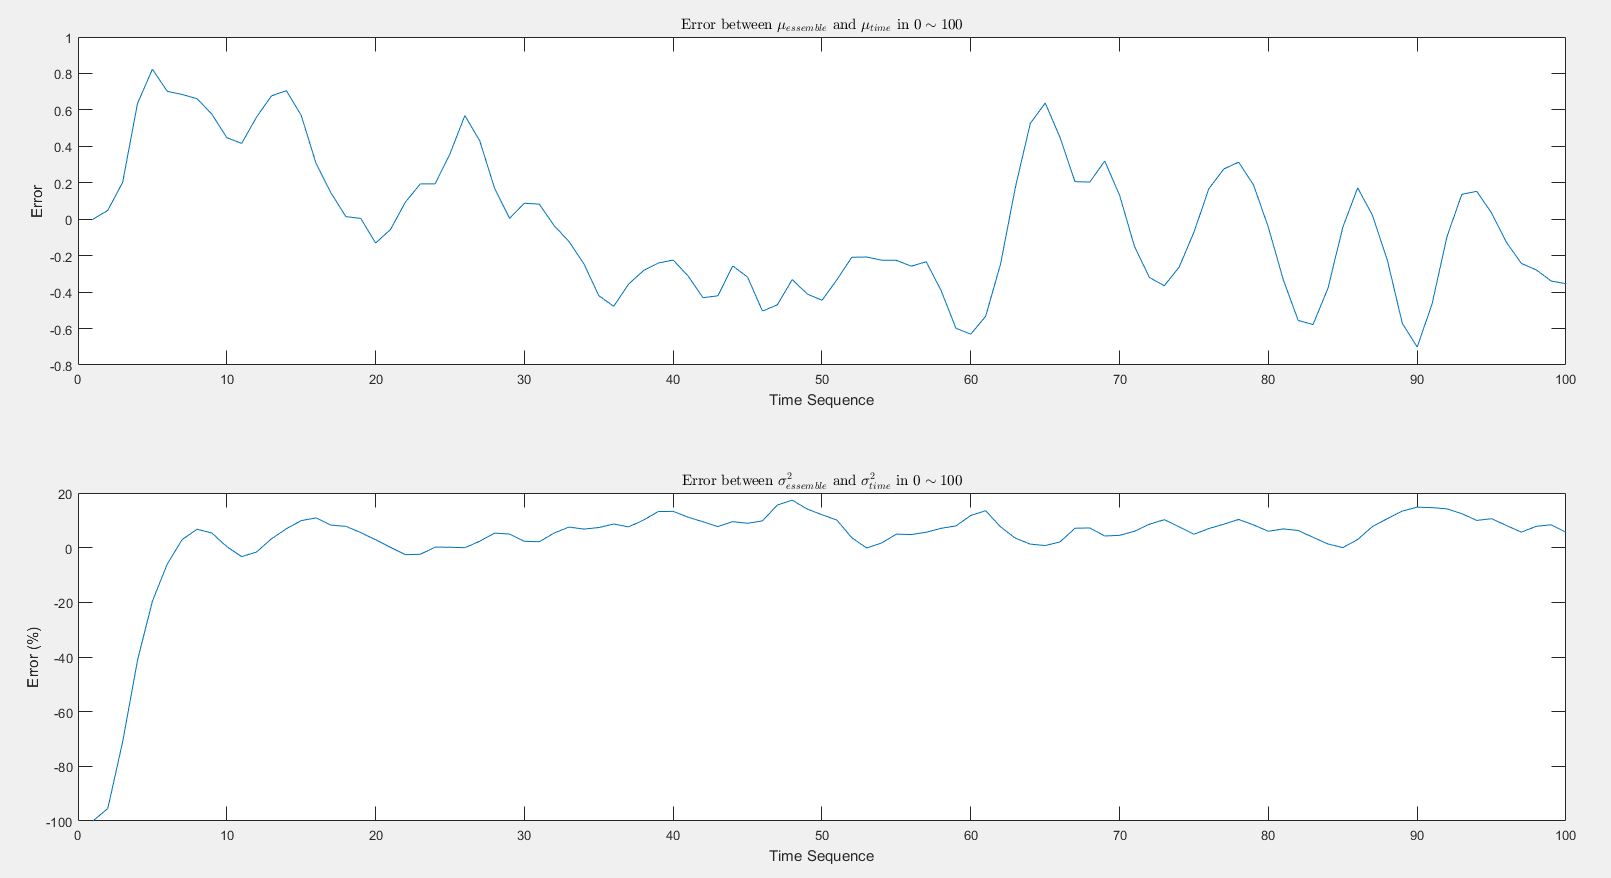 Error between μ_essemble and μ_time in 0 ∼ 100
1
0.8
0.6
0.4
0.2
0
-0.2
-0.4
-0.6
-0.8
Error
0 10 20 30 40 50 60 70 80 90 100
Time Sequence
Error between σ²_essemble and σ²_time in 0 ∼ 100
20
0
-20
-40
-60
-80
-100
Error (%)
0 10 20 30 40 50 60 70 80 90 100
Time Sequence